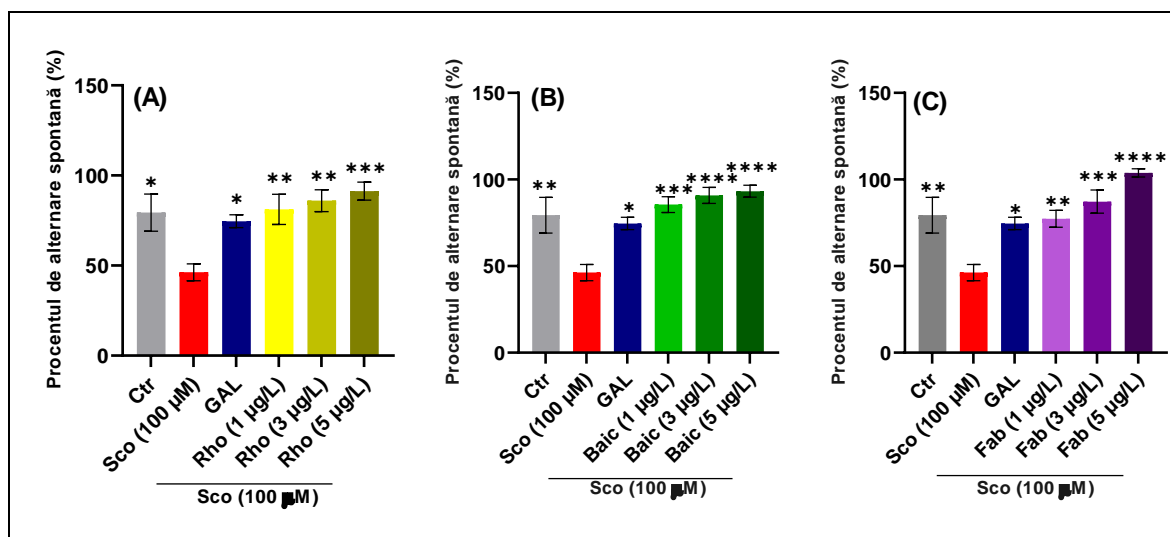 Procentul de alternare spontană (%)
(A)
150
100
50
0
*
*
**
**
***
Ctr
Sco (100 µM)
GAL
Rho (1 µg/L)
Rho (3 µg/L)
Rho (5 µg/L)
Sco (100 µM)
Procentul de alternare spontană (%)
(B)
150
100
50
0
**
*
***
****
****
Ctr
Sco (100 µM)
GAL
Baic (1 µg/L)
Baic (3 µg/L)
Baic (5 µg/L)
Sco (100 µM)
Procentul de alternare spontană (%)
(C)
150
100
50
0
**
*
**
***
****
Ctr
Sco (100 µM)
GAL
Fab (1 µg/L)
Fab (3 µg/L)
Fab (5 µg/L)
Sco (100 µM)